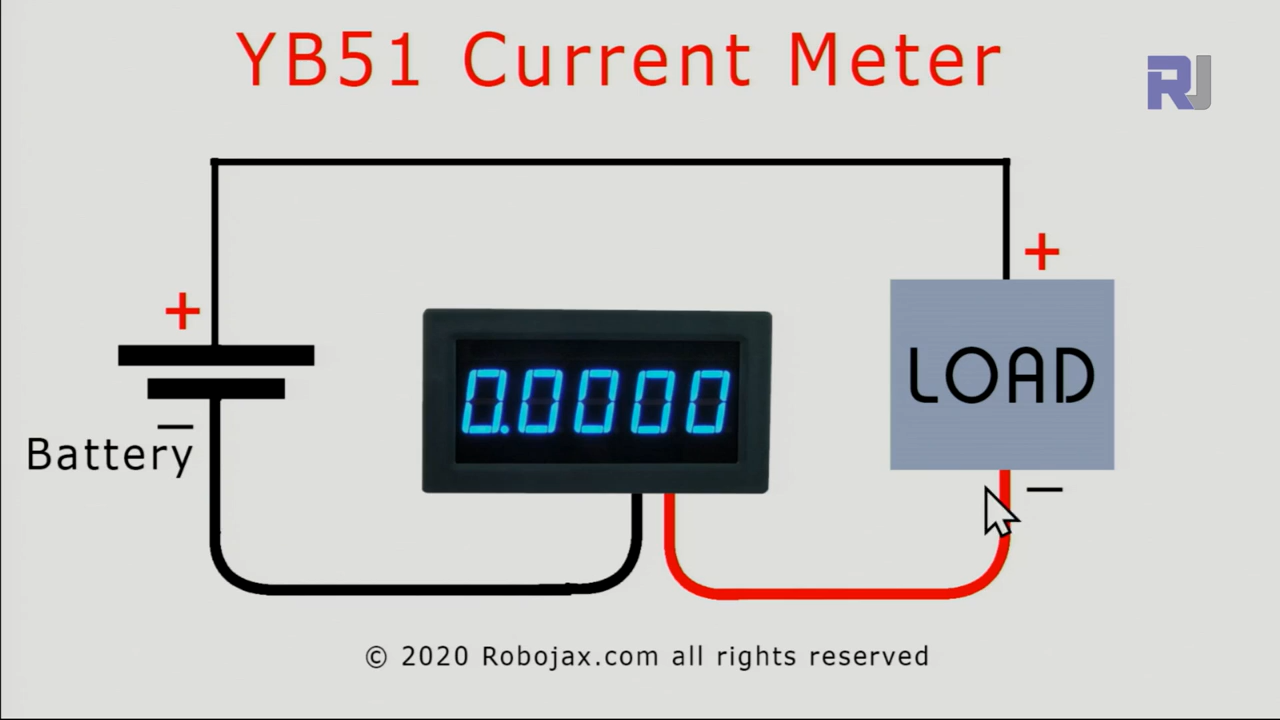 YB51 Current Meter
RJ
+
+
0.0000
LOAD
Battery
© 2020 Robojax.com all rights reserved